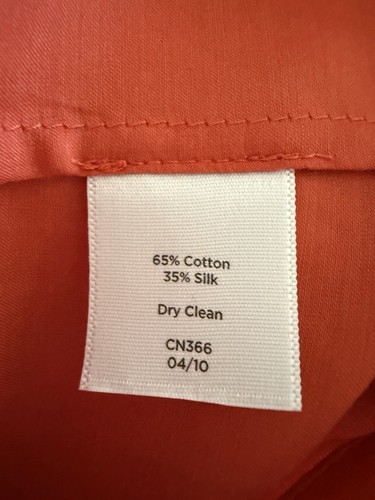 65% Cotton
35% Silk
Dry Clean
CN366
04/10